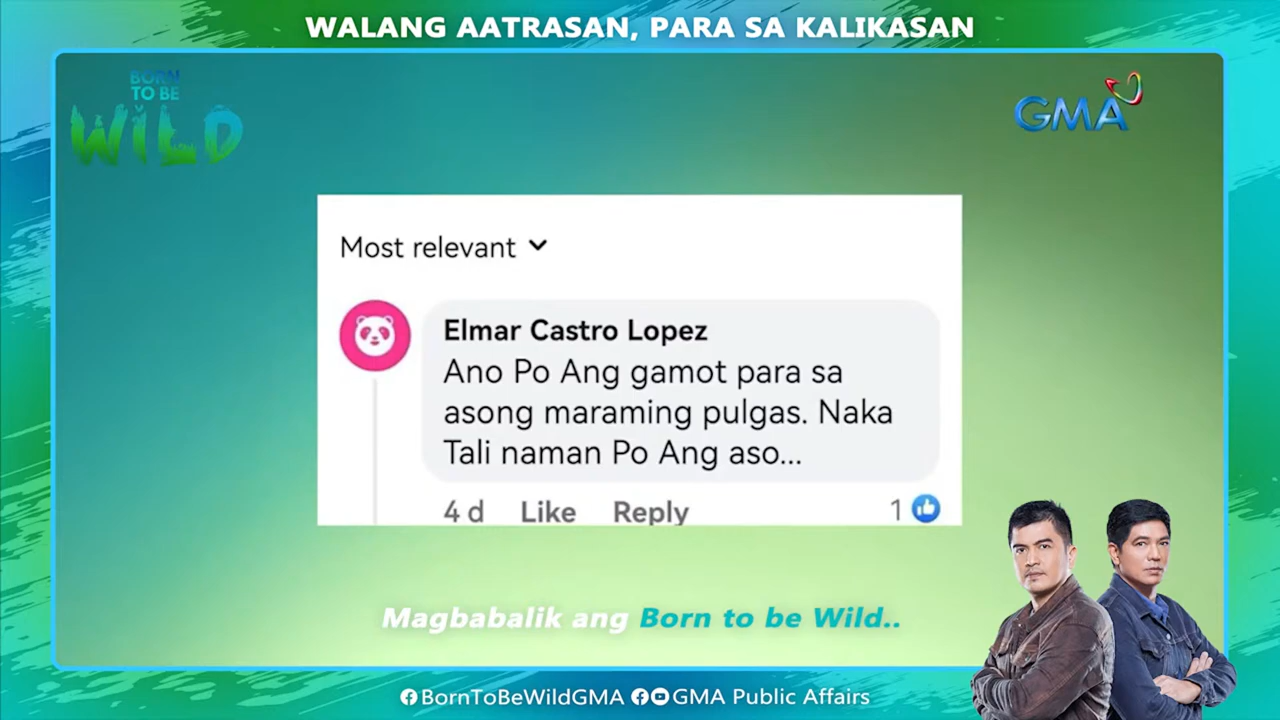 WALANG AATRASAN, PARA SA KALIKASAN
BORN
TO BE
WILD
GMA
Most relevant
Elmar Castro Lopez
Ano Po Ang gamot para sa
asong maraming pulgas. Naka
Tali naman Po Ang aso...
4 d Like Reply 1
Magbabalik ang Born to be Wild..
BornToBeWildGMA GMA Public Affairs